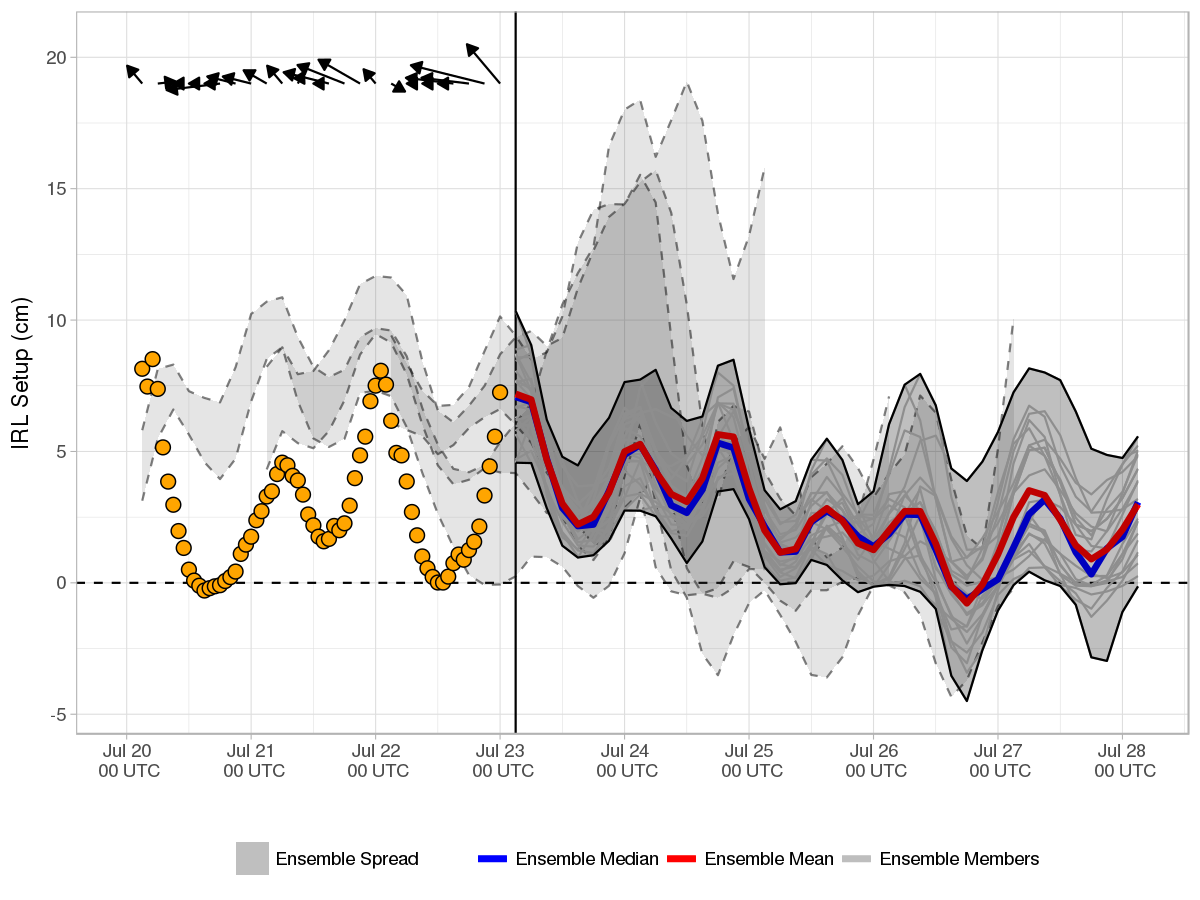 IRL Setup (cm)
20
15
10
5
0
-5
Jul 20 Jul 21 Jul 22 Jul 23 Jul 24 Jul 25 Jul 26 Jul 27 Jul 28
00 UTC 00 UTC 00 UTC 00 UTC 00 UTC 00 UTC 00 UTC 00 UTC 00 UTC
Ensemble Spread Ensemble Median Ensemble Mean Ensemble Members